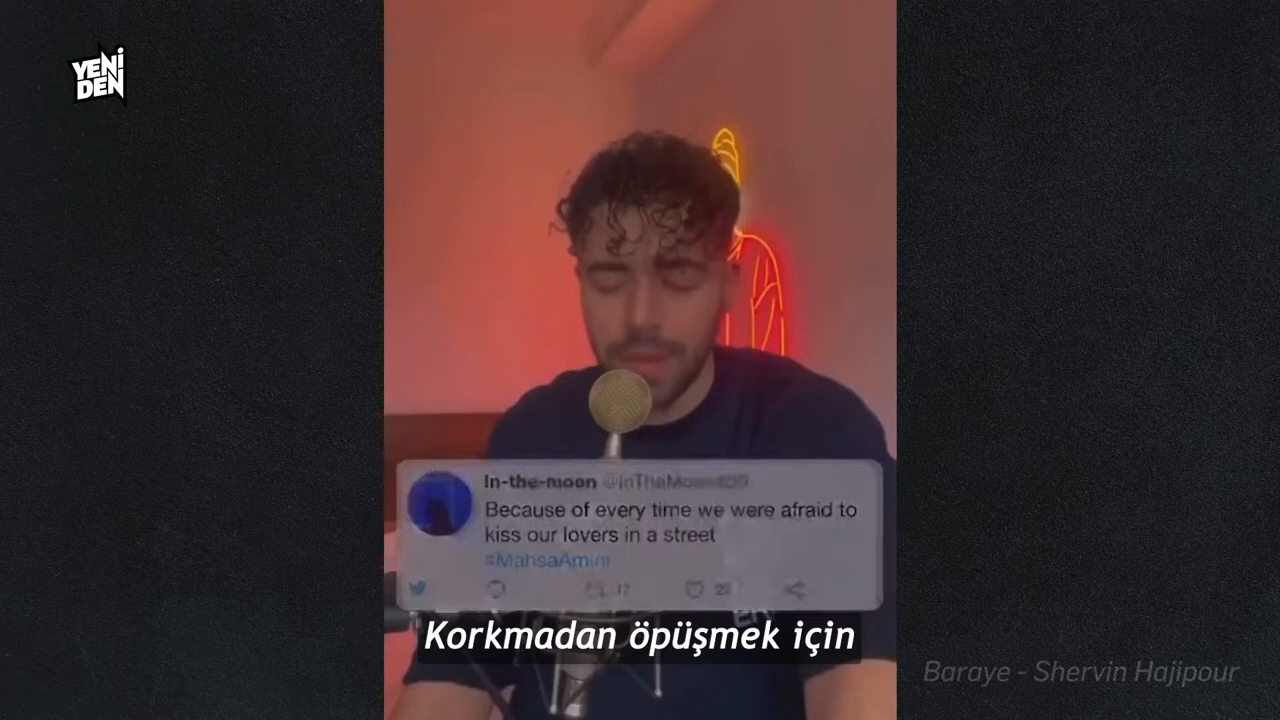 YENİ
DEN
In-the-moon
Because of every time we were afraid to
kiss our lovers in a street
#MahsaAmini
17
Korkmadan öpüşmek için
Baraye - Shervin Hajipour